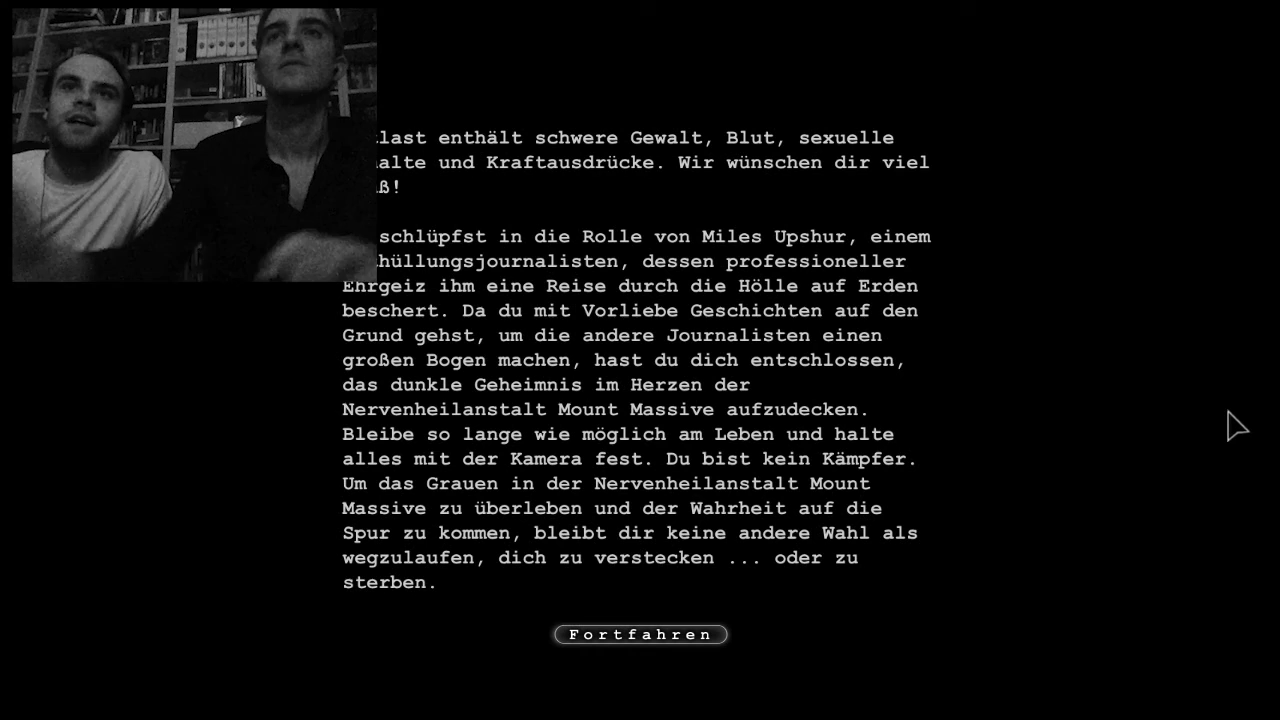 enthält schwere Gewalt, Blut, sexuelle
und Kraftausdrücke. Wir wünschen dir viel
schlüpfst in die Rolle von Miles Upshur, einem
dessen professioneller
Ehrgeiz ihm eine Reise durch die Hölle auf Erden
beschert. Da du mit Vorliebe Geschichten auf den
Grund gehst, um die andere Journalisten einen
großen Bogen machen, hast du dich entschlossen,
das dunkle Geheimnis im Herzen der
Nervenheilanstalt Mount Massive aufzudecken.
Bleibe so lange wie möglich am Leben und halte
alles mit der Kamera fest. Du bist kein Kämpfer.
Um das Grauen in der Nervenheilanstalt Mount
Massive zu überleben und der Wahrheit auf die
Spur zu kommen, bleibt dir keine andere Wahl als
wegzulaufen, dich zu verstecken ... oder zu
sterben.
Fortfahren